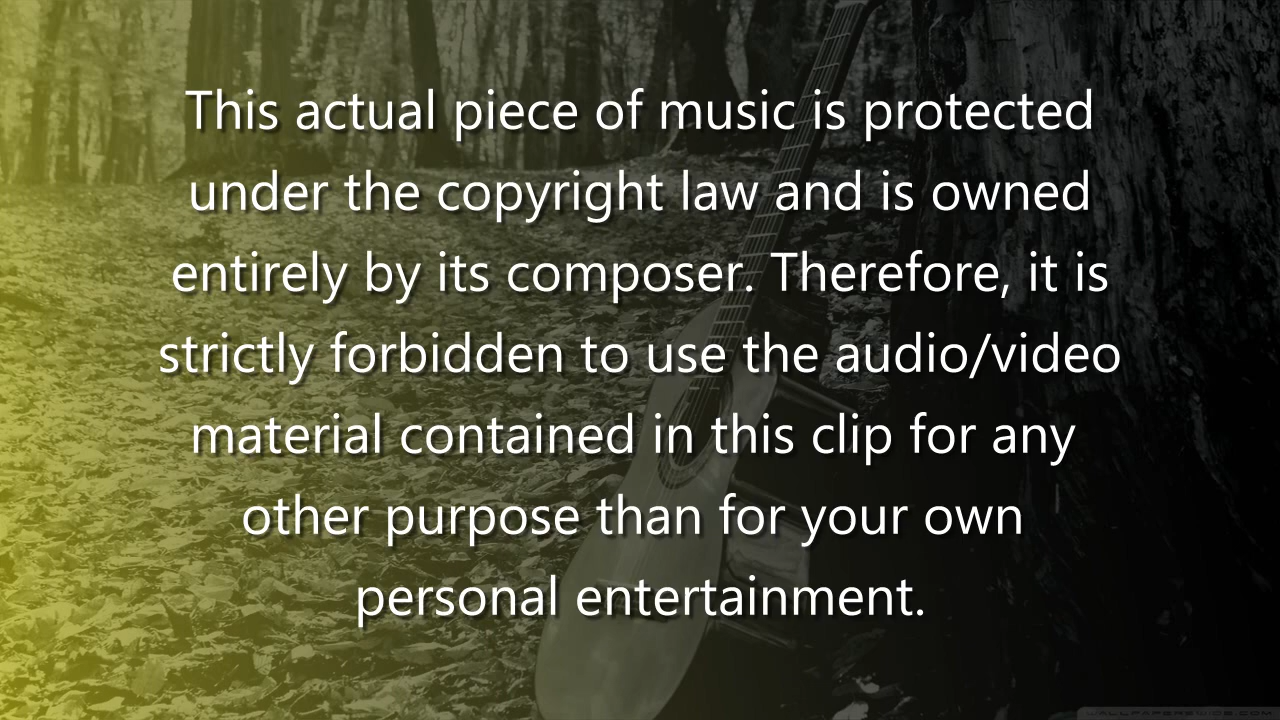 This actual piece of music is protected
under the copyright law and is owned
entirely by its composer. Therefore, it is
strictly forbidden to use the audio/video
material contained in this clip for any
other purpose than for your own
personal entertainment.
WALLPAPERSWIDE.COM